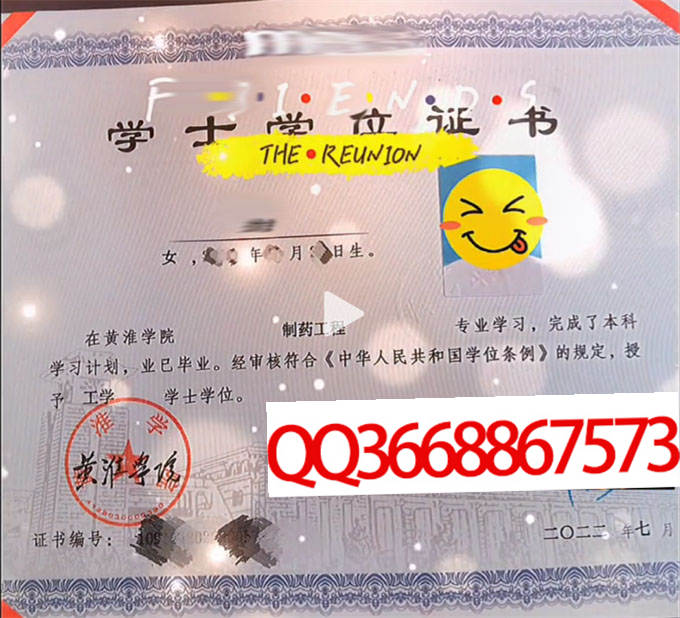 F•R•I•E•N•D•S
学士学位证书
THE•REUNION
女，年 月 日生。
在黄淮学院 制药工程 专业学习，完成了本科
学习计划，业已毕业。经审核符合《中华人民共和国学位条例》的规定，授
予 工学 学士学位。
黄淮学院
QQ3668867573
证书编号：
二〇二二 年七 月